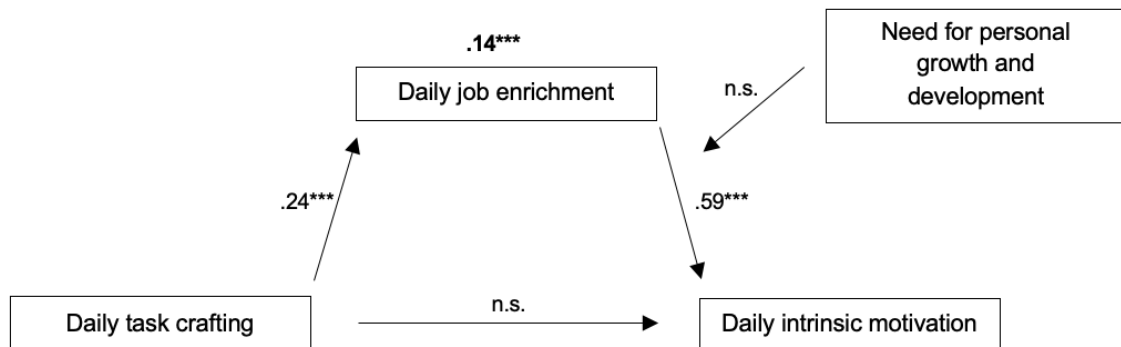 .14***
Daily job enrichment
Need for personal
growth and
development
n.s.
.24***
.59***
n.s.
Daily task crafting
Daily intrinsic motivation